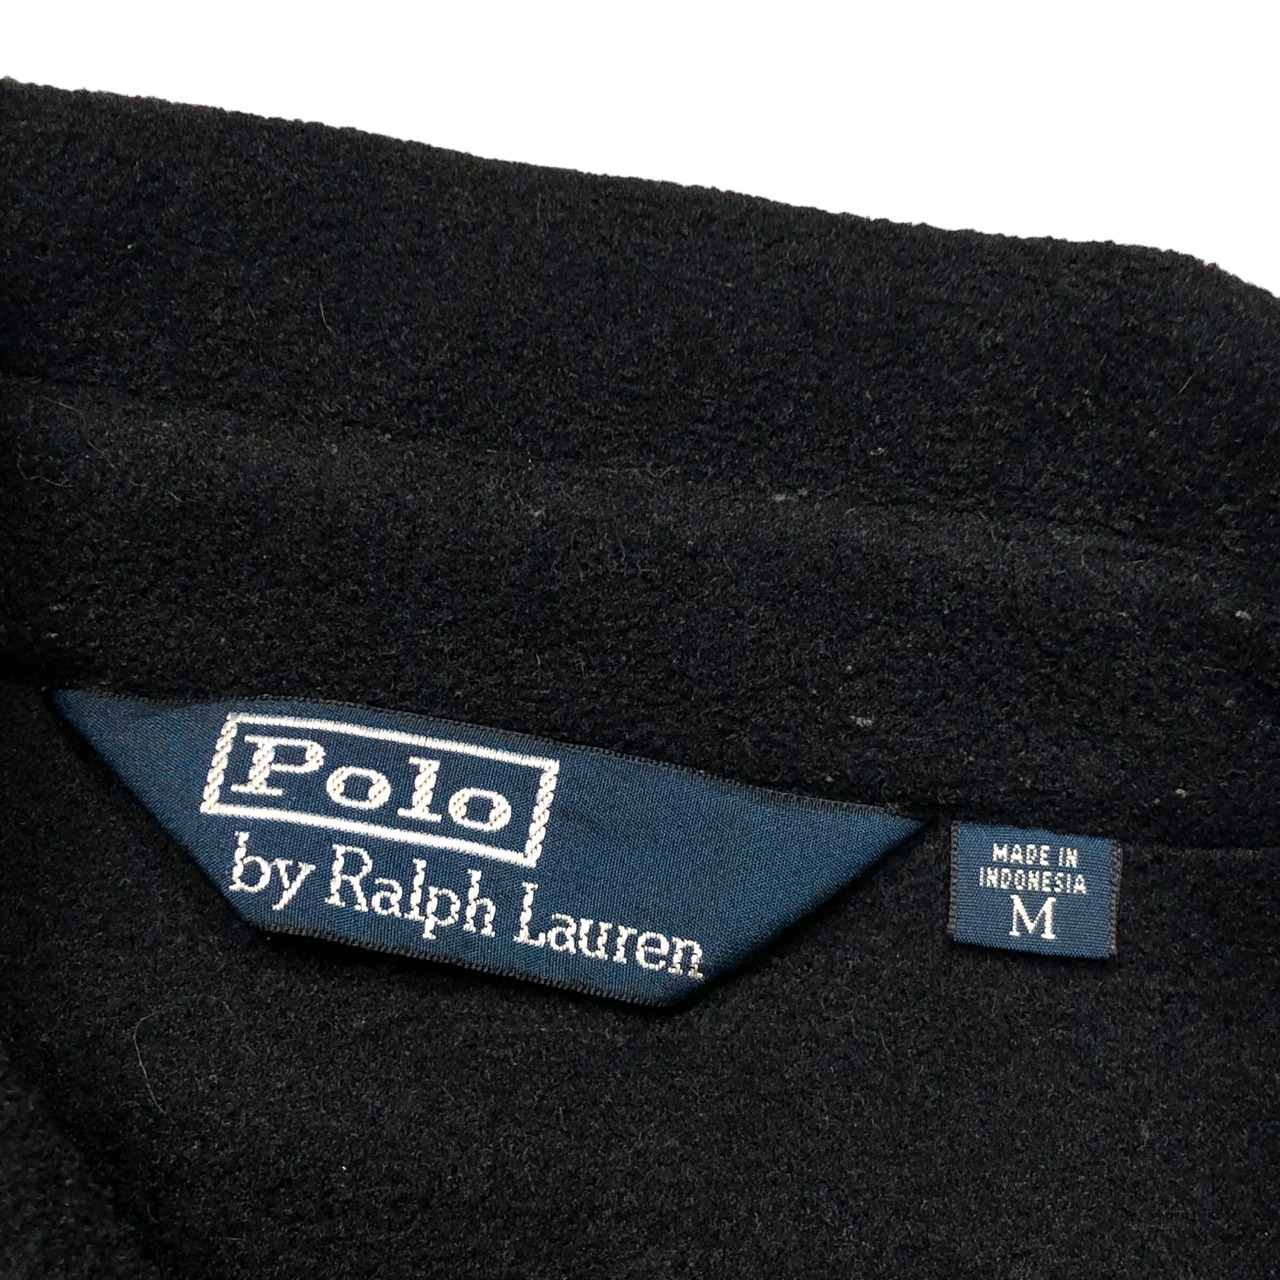 Polo
by Ralph Lauren
MADE IN
INDONESIA
M